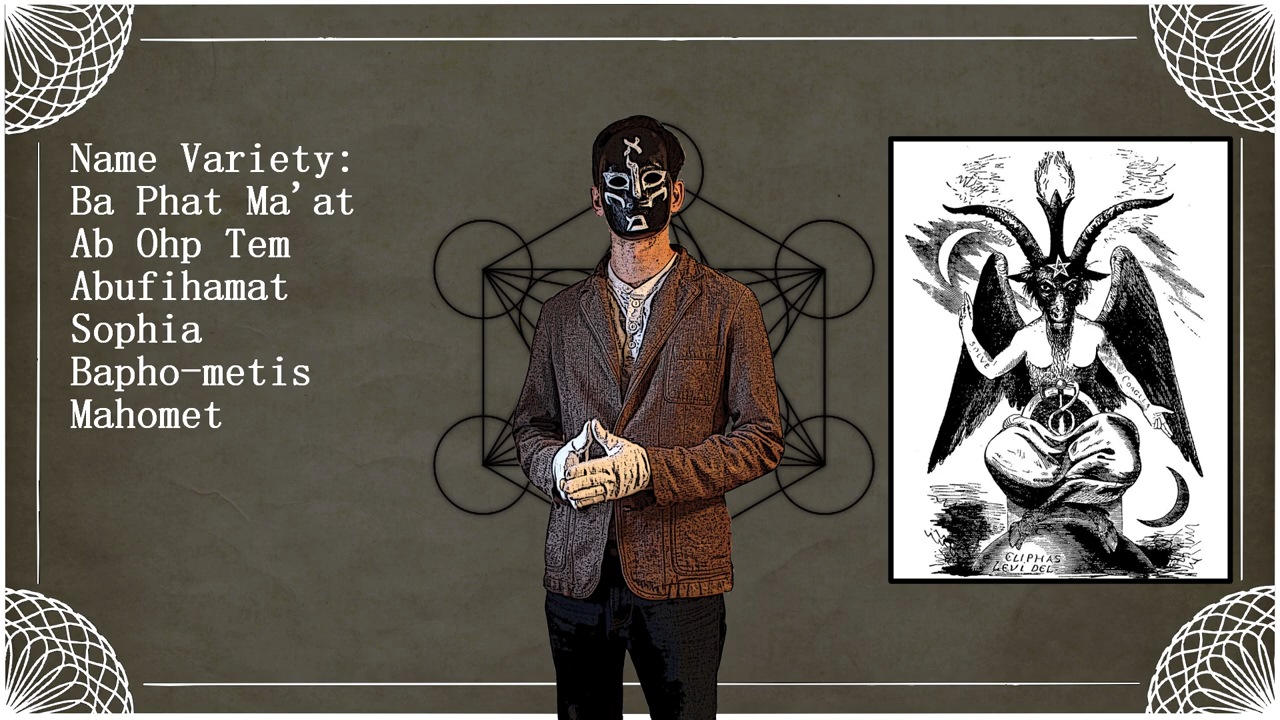 Name Variety:
Ba Phat Ma'at
Ab Ohp Tem
Abufihamat
Sophia
Bapho-metis
Mahomet
SOLVE
COAGULA
ELIPHAS
LEVI DEL